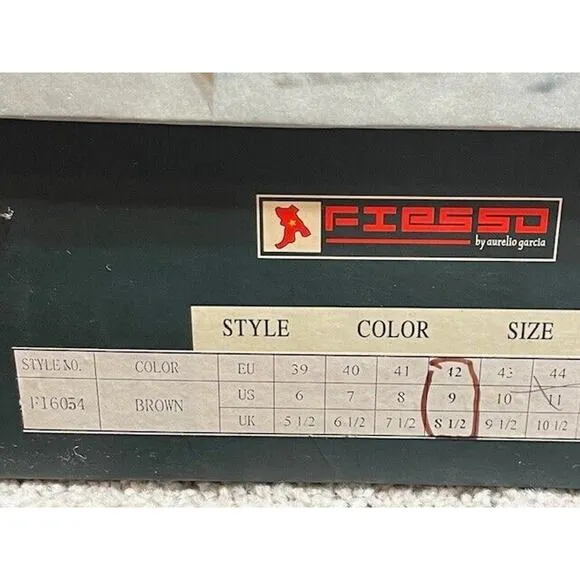 FIESSO
by aurelio garcia
STYLE COLOR SIZE
STYLE NO. COLOR EU 39 40 41 42 43 44
FI6054 BROWN US 6 7 8 9 10 11
UK 5 1/2 6 1/2 7 1/2 8 1/2 9 1/2 10 1/2